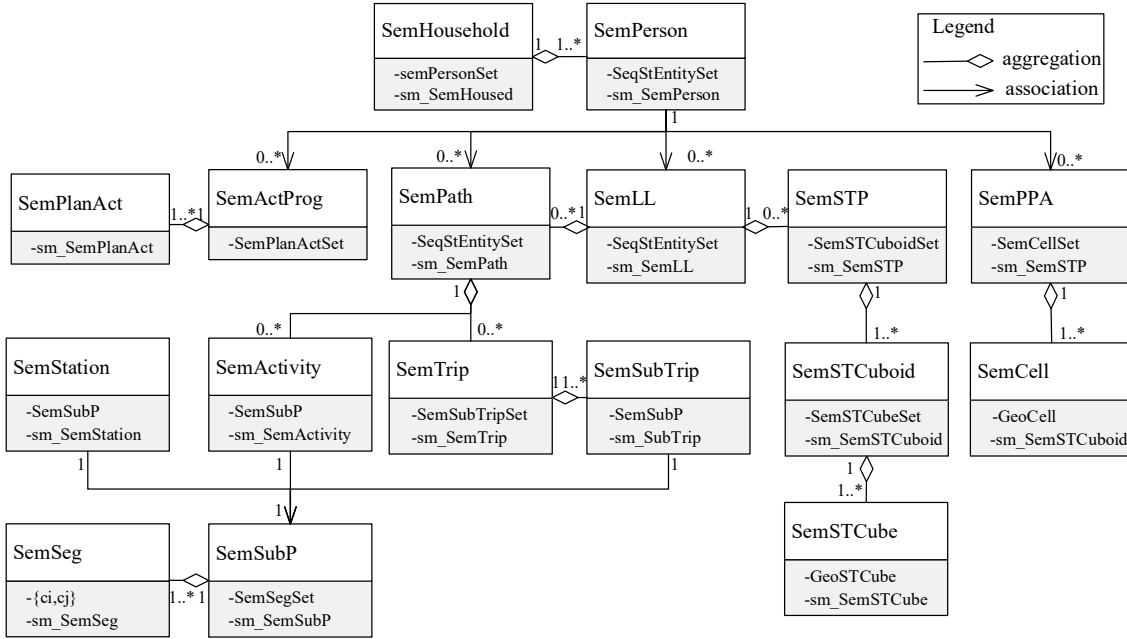 SemHousehold
-semPersonSet
-sm_SemHoused
1
1..*
SemPerson
-SeqStEntitySet
-sm_SemPerson
1
Legend
aggregation
association
0..*
0..*
0..*
0..*
SemPlanAct
-sm_SemPlanAct
1..*
1
SemActProg
-SemPlanActSet
SemPath
-SeqStEntitySet
-sm_SemPath
1
0..*
1
SemLL
-SeqStEntitySet
-sm_SemLL
1
0..*
SemSTP
-SemSTCuboidSet
-sm_SemSTP
1
1..*
SemPPA
-SemCellSet
-sm_SemSTP
1
1..*
0..*
0..*
SemStation
-SemSubP
-sm_SemStation
1
SemActivity
-SemSubP
-sm_SemActivity
1
SemTrip
-SemSubTripSet
-sm_SemTrip
1
1..*
SemSubTrip
-SemSubP
-sm_SubTrip
1
SemSTCuboid
-SemSTCubeSet
-sm_SemSTCuboid
1
1..*
SemCell
-GeoCell
-sm_SemSTCuboid
1
SemSeg
-{ci,cj}
-sm_SemSeg
1..*
1
SemSubP
-SemSegSet
-sm_SemSubP
SemSTCube
-GeoSTCube
-sm_SemSTCube